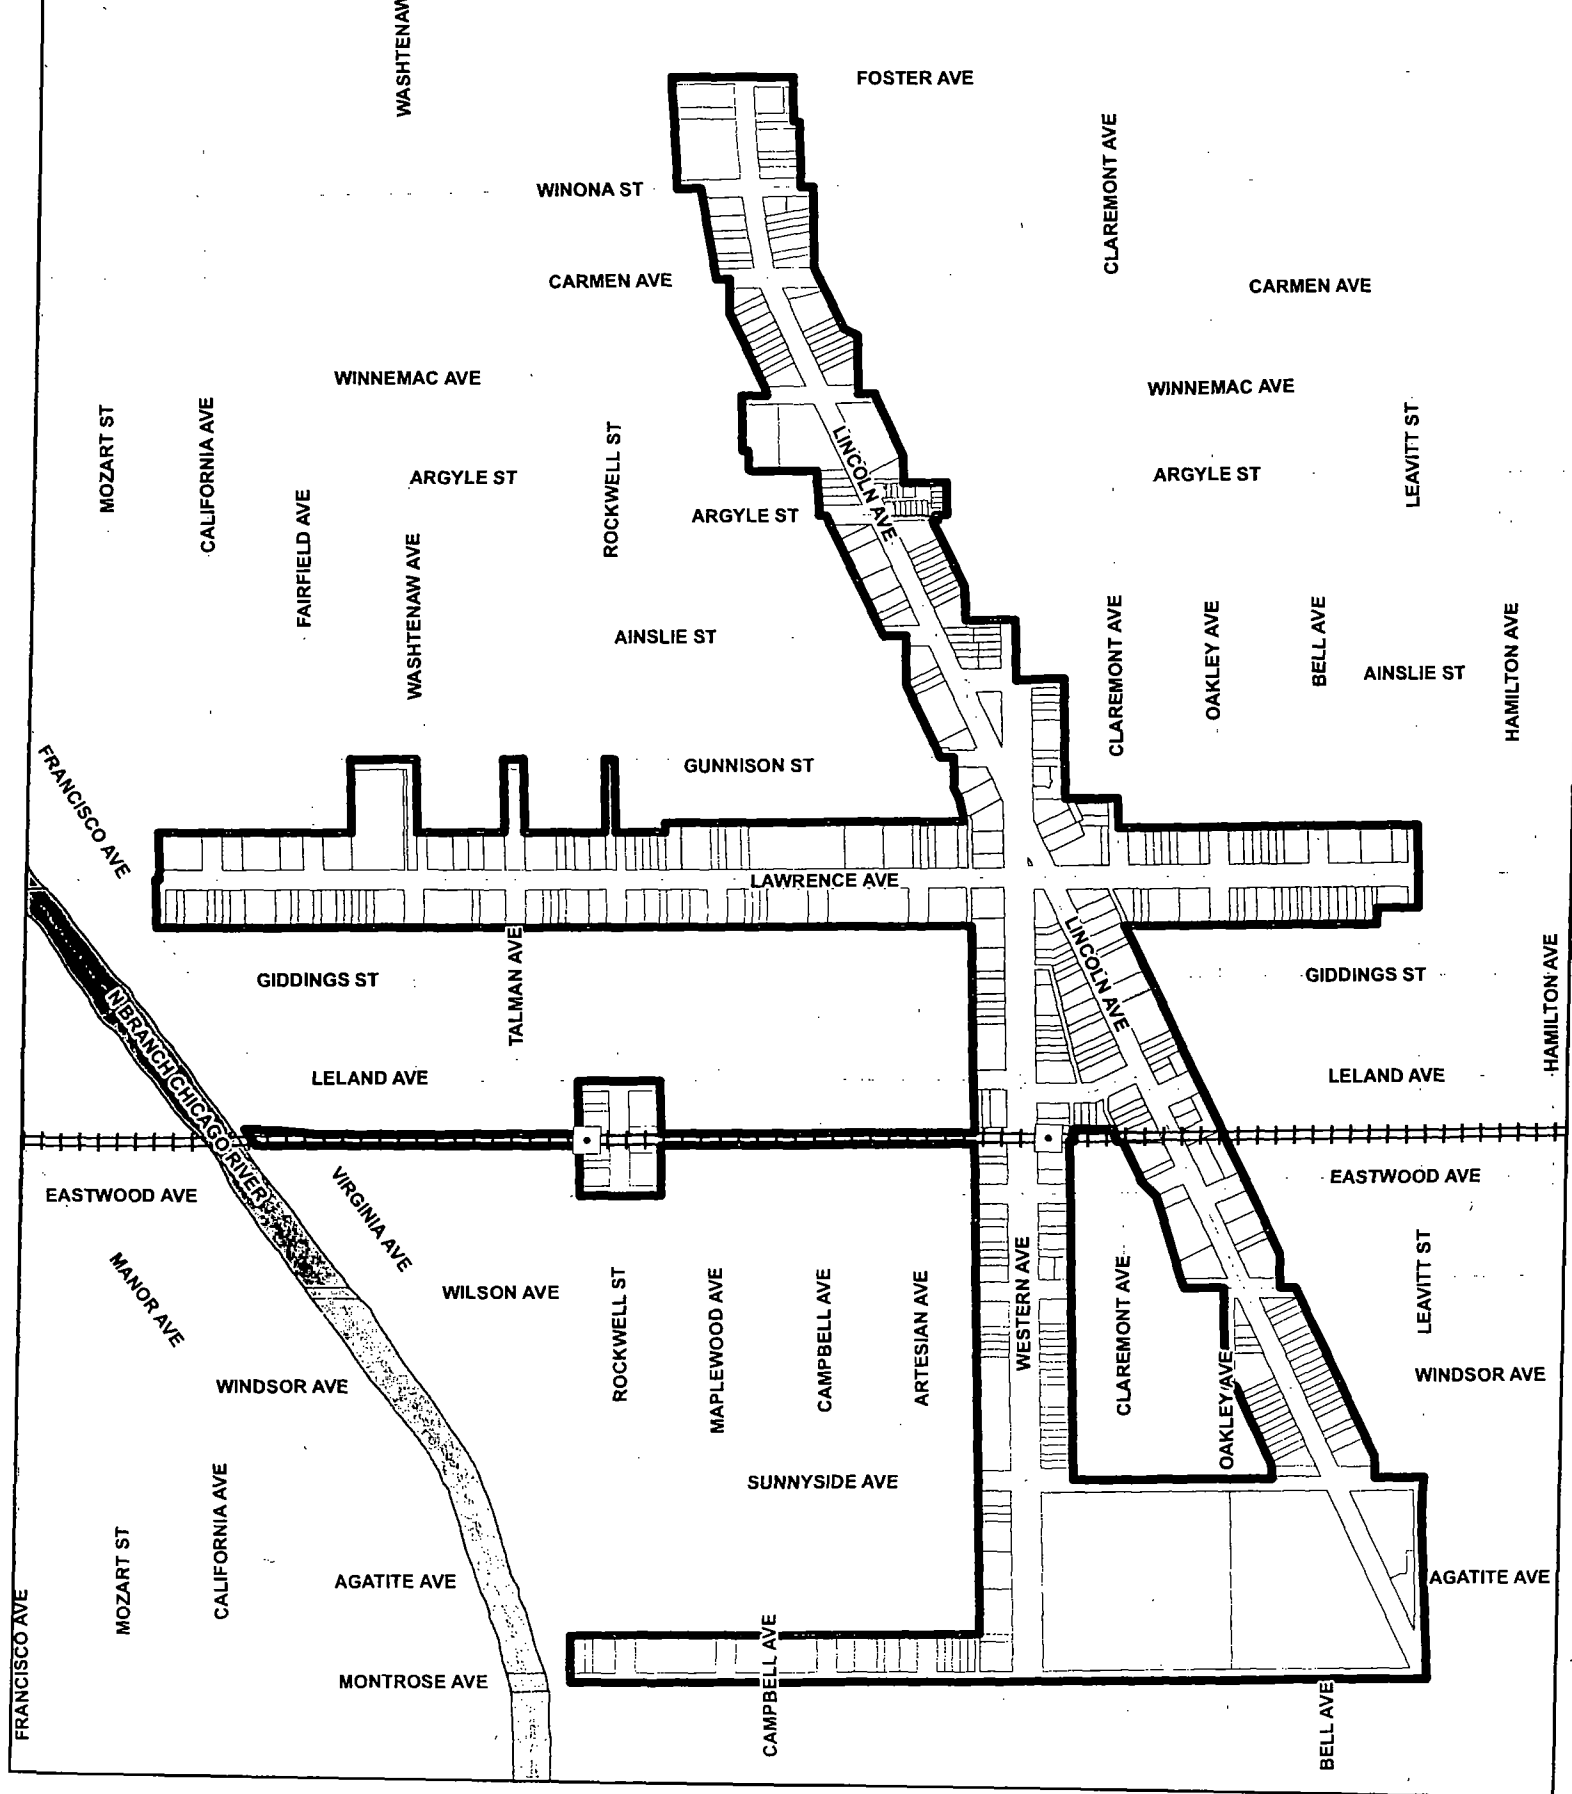 WASHTENAW
FOSTER AVE
CLAREMONT AVE
WINONA ST
CARMEN AVE
CARMEN AVE
WINNEMAC AVE
WINNEMAC AVE
MOZART ST
CALIFORNIA AVE
FAIRFIELD AVE
ARGYLE ST
WASHTENAW AVE
ROCKWELL ST
ARGYLE ST
LINCOLN AVE
ARGYLE ST
LEAVITT ST
AINSLIE ST
CLAREMONT AVE
OAKLEY AVE
BELL AVE
AINSLIE ST
HAMILTON AVE
FRANCISCO AVE
GUNNISON ST
LAWRENCE AVE
LINCOLN AVE
GIDDINGS ST
TALMAN AVE
GIDDINGS ST
HAMILTON AVE
N BRANCH CHICAGO RIVER
LELAND AVE
LELAND AVE
EASTWOOD AVE
VIRGINIA AVE
EASTWOOD AVE
MANOR AVE
WILSON AVE
ROCKWELL ST
MAPLEWOOD AVE
CAMPBELL AVE
ARTESIAN AVE
WESTERN AVE
CLAREMONT AVE
OAKLEY AVE
LEAVITT ST
WINDSOR AVE
WINDSOR AVE
SUNNYSIDE AVE
CALIFORNIA AVE
MOZART ST
AGATITE AVE
AGATITE AVE
FRANCISCO AVE
MONTROSE AVE
CAMPBELL AVE
BELL AVE